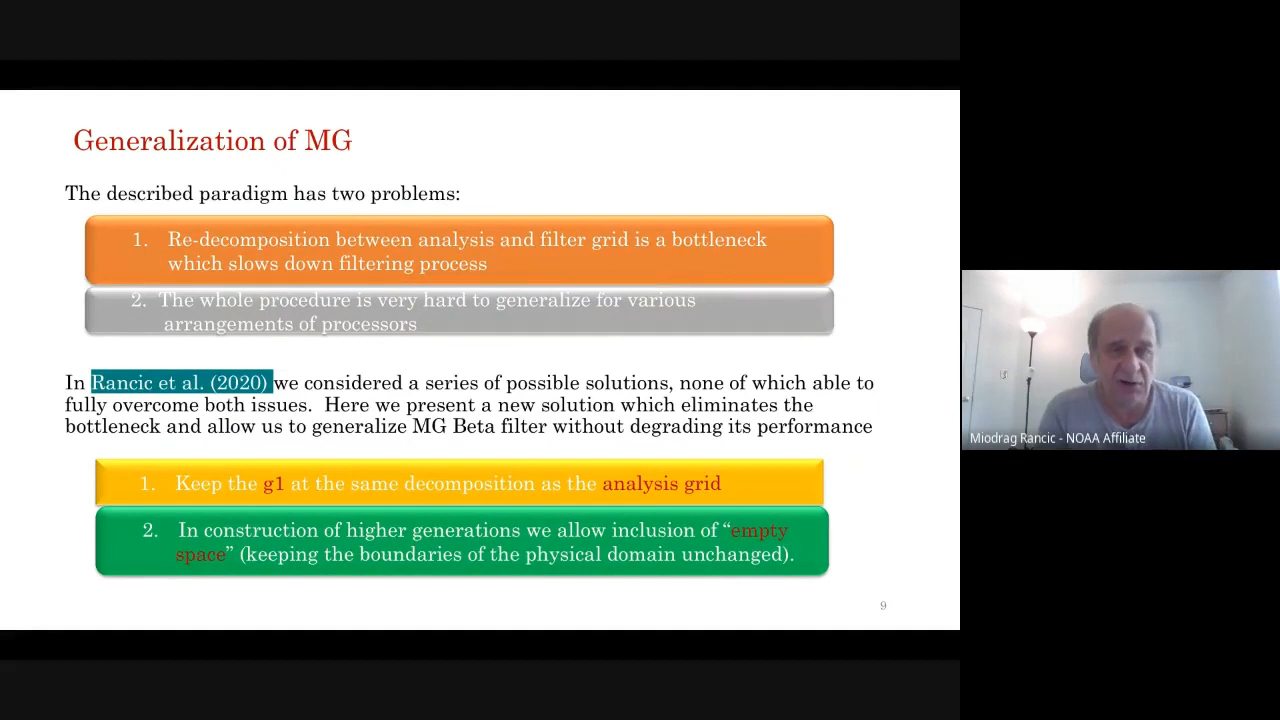 Generalization of MG
The described paradigm has two problems:
1. Re-decomposition between analysis and filter grid is a bottleneck
which slows down filtering process
2. The whole procedure is very hard to generalize for various
arrangements of processors
In Rancic et al. (2020) we considered a series of possible solutions, none of which able to
fully overcome both issues. Here we present a new solution which eliminates the
bottleneck and allow us to generalize MG Beta filter without degrading its performance
1. Keep the g1 at the same decomposition as the analysis grid
2. In construction of higher generations we allow inclusion of “empty
space” (keeping the boundaries of the physical domain unchanged).
9
Miodrag Rancic - NOAA Affiliate